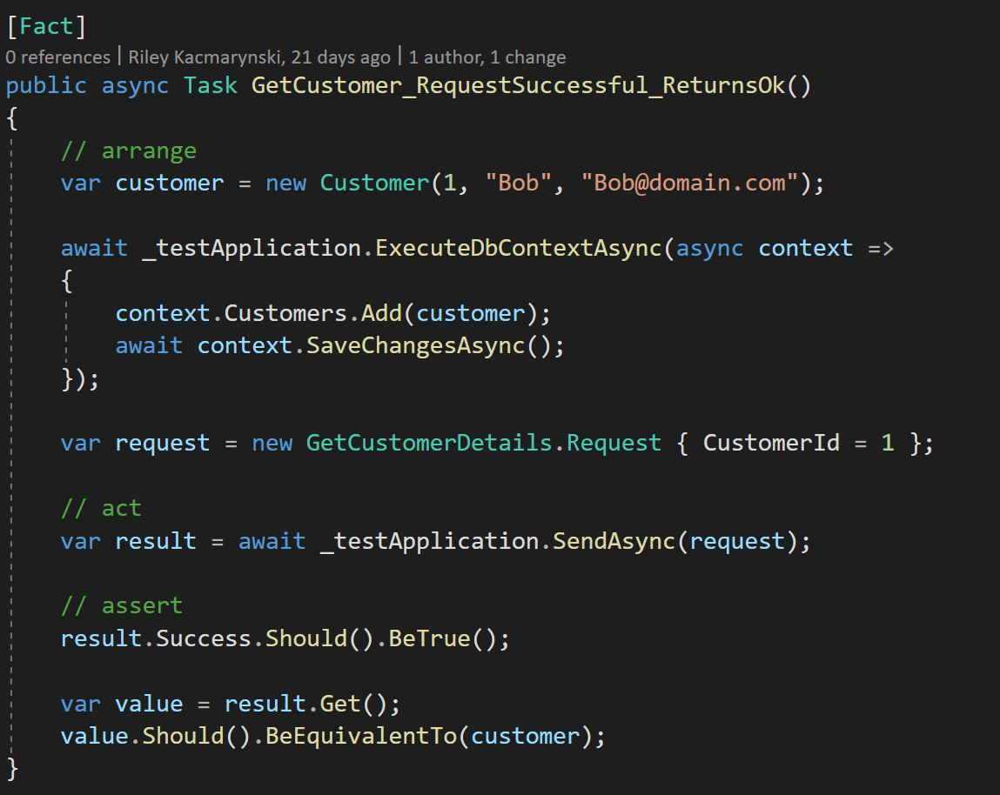 [Fact]
0 references | Riley Kacmarynski, 21 days ago | 1 author, 1 change
public async Task GetCustomer_RequestSuccessful_ReturnsOk()
{
    // arrange
    var customer = new Customer(1, "Bob", "Bob@domain.com");

    await _testApplication.ExecuteDbContextAsync(async context =>
    {
        context.Customers.Add(customer);
        await context.SaveChangesAsync();
    });

    var request = new GetCustomerDetails.Request { CustomerId = 1 };

    // act
    var result = await _testApplication.SendAsync(request);

    // assert
    result.Success.Should().BeTrue();

    var value = result.Get();
    value.Should().BeEquivalentTo(customer);
}